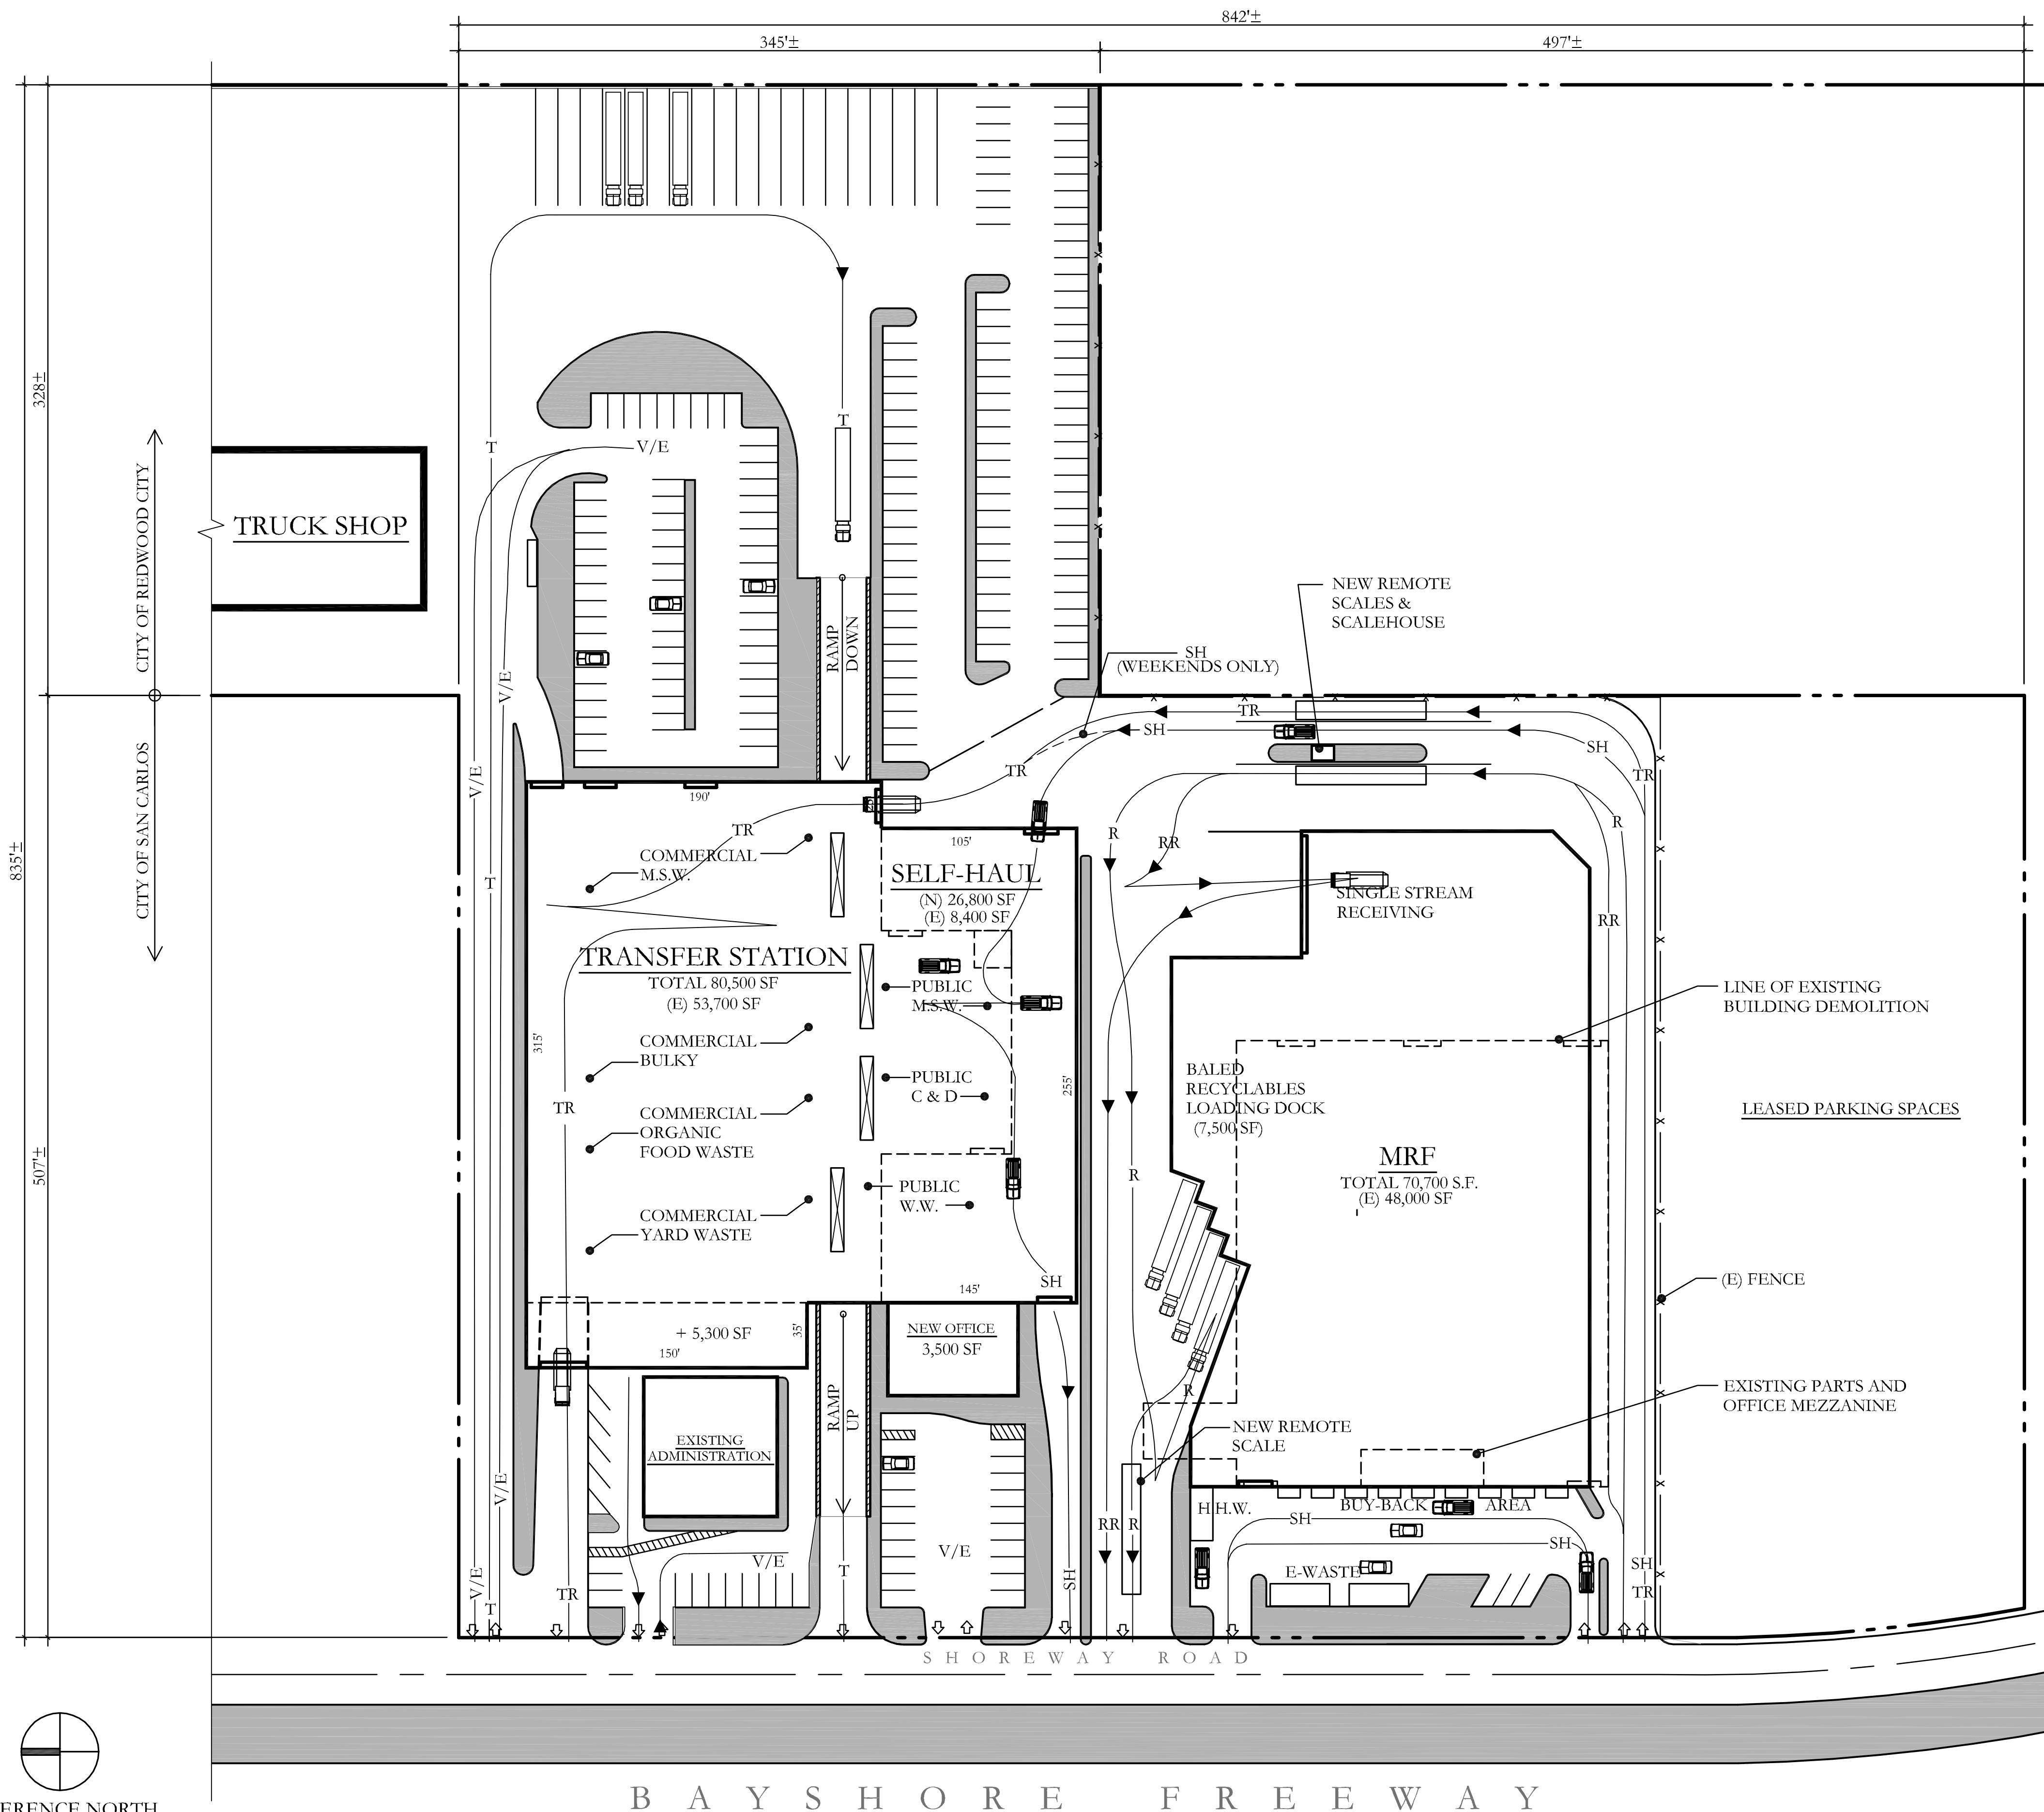 842'±
345'±
497'±
328±
835'±
507'±
CITY OF REDWOOD CITY
CITY OF SAN CARLOS
TRUCK SHOP
T
T
V/E
V/E
V/E
RAMP
DOWN
NEW REMOTE
SCALES &
SCALEHOUSE
SH
(WEEKENDS ONLY)
TR
SH
SH
TR
TR
190'
25'
TR
COMMERCIAL
M.S.W.
105'
SELF-HAUL
(N) 26,800 SF
(E) 8,400 SF
R
RR
R
SINGLE STREAM
RECEIVING
RR
T
TRANSFER STATION
TOTAL 80,500 SF
(E) 53,700 SF
PUBLIC
M.S.W.
LINE OF EXISTING
BUILDING DEMOLITION
315'
COMMERCIAL
BULKY
PUBLIC
C & D
255'
BALED
RECYCLABLES
LOADING DOCK
(7,500 SF)
LEASED PARKING SPACES
TR
COMMERCIAL
ORGANIC
FOOD WASTE
MRF
TOTAL 70,700 S.F.
(E) 48,000 SF
R
PUBLIC
W.W.
COMMERCIAL
YARD WASTE
SH
(E) FENCE
145'
+ 5,300 SF
35'
150'
NEW OFFICE
3,500 SF
R
EXISTING PARTS AND
OFFICE MEZZANINE
RAMP
UP
NEW REMOTE
SCALE
EXISTING
ADMINISTRATION
V/E
H.H.W.
BUY-BACK
AREA
SH
RR
R
V/E
V/E
SH
SH
E-WASTE
V/E
T
TR
T
SH
SH
TR
SHOREWAY ROAD
BAYSHORE FREEWAY
ERENCE NORTH